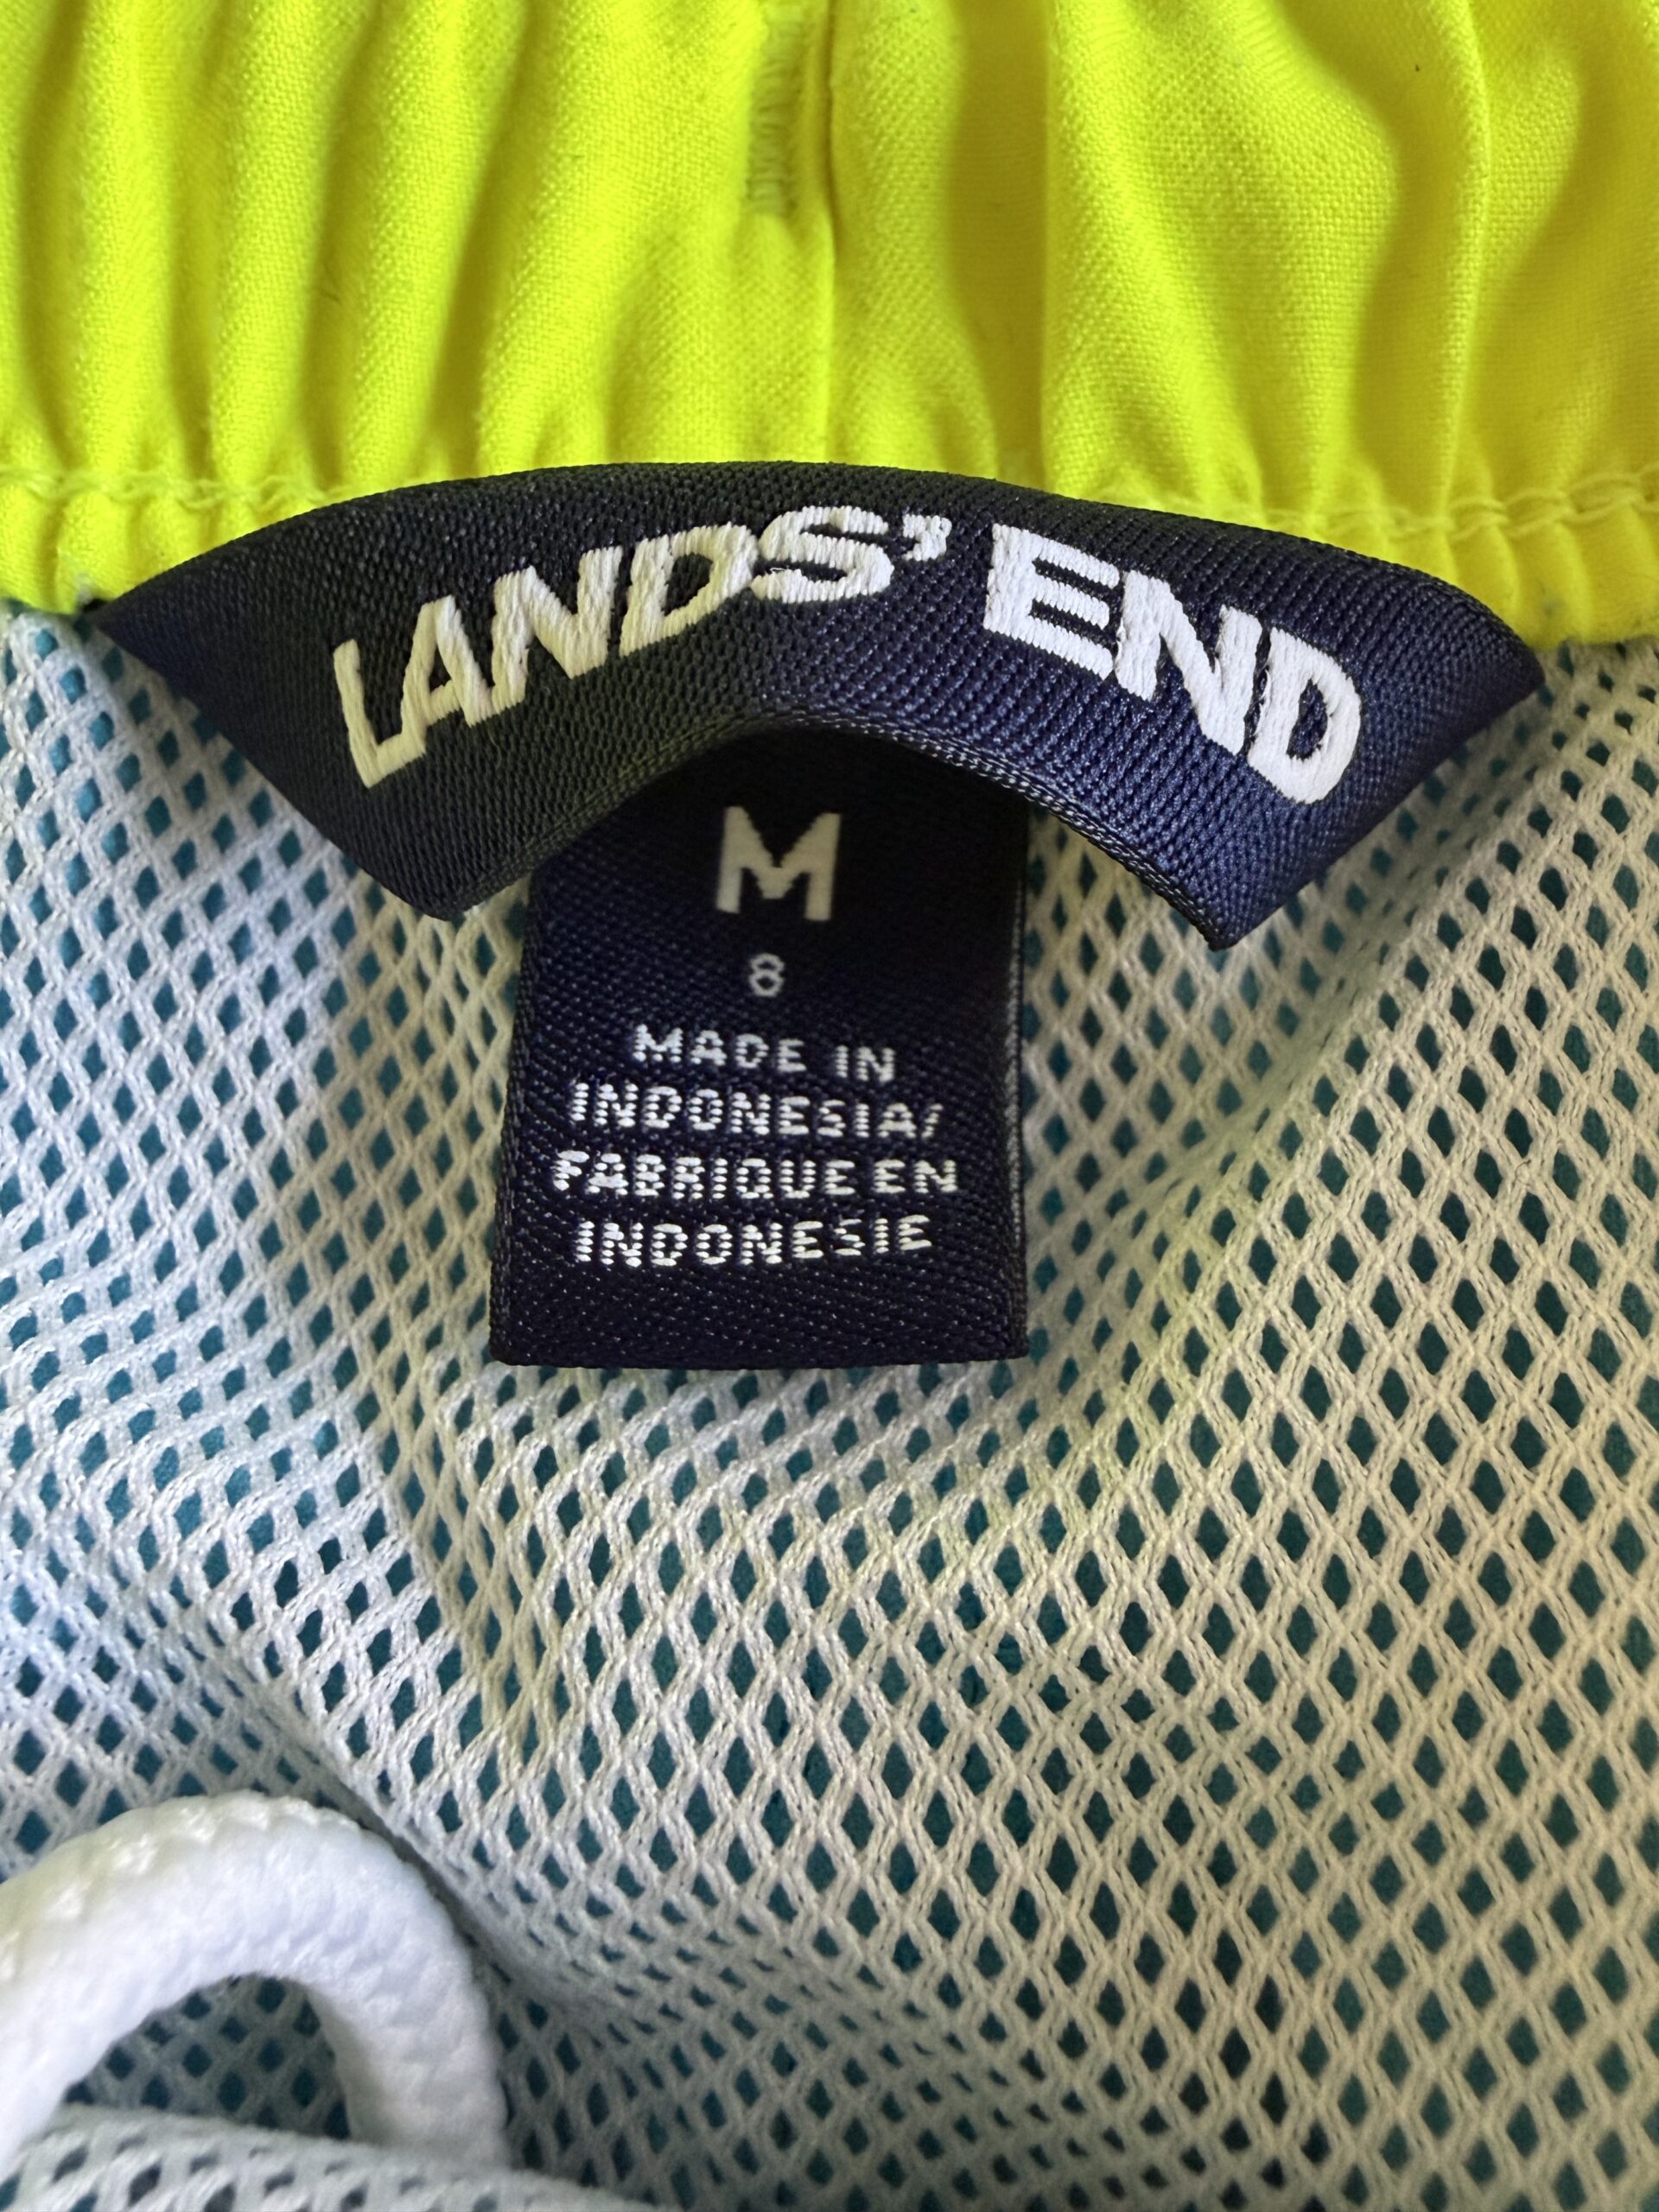 LANDS' END
M
8
MADE IN
INDONESIA/
FABRIQUE EN
INDONESIE